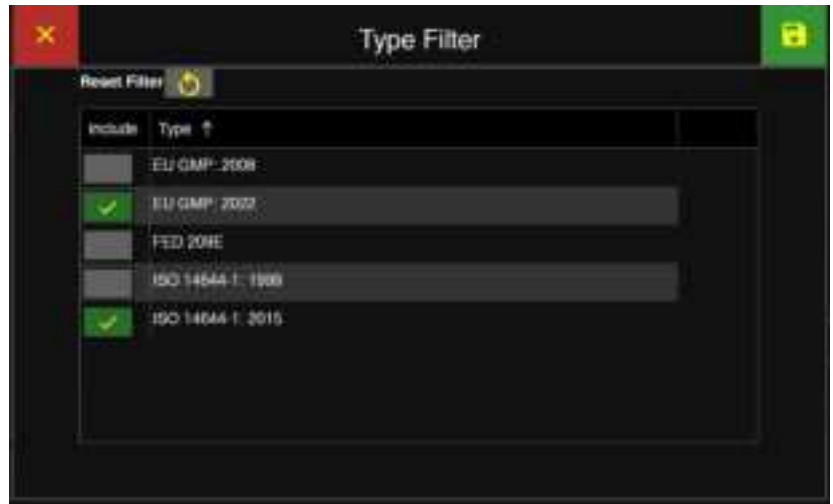 Type Filter
Reset Filter
Include Type ↑
EU GMP: 2008
EU GMP: 2022
FED 209E
ISO 14644-1: 1999
ISO 14644-1: 2015